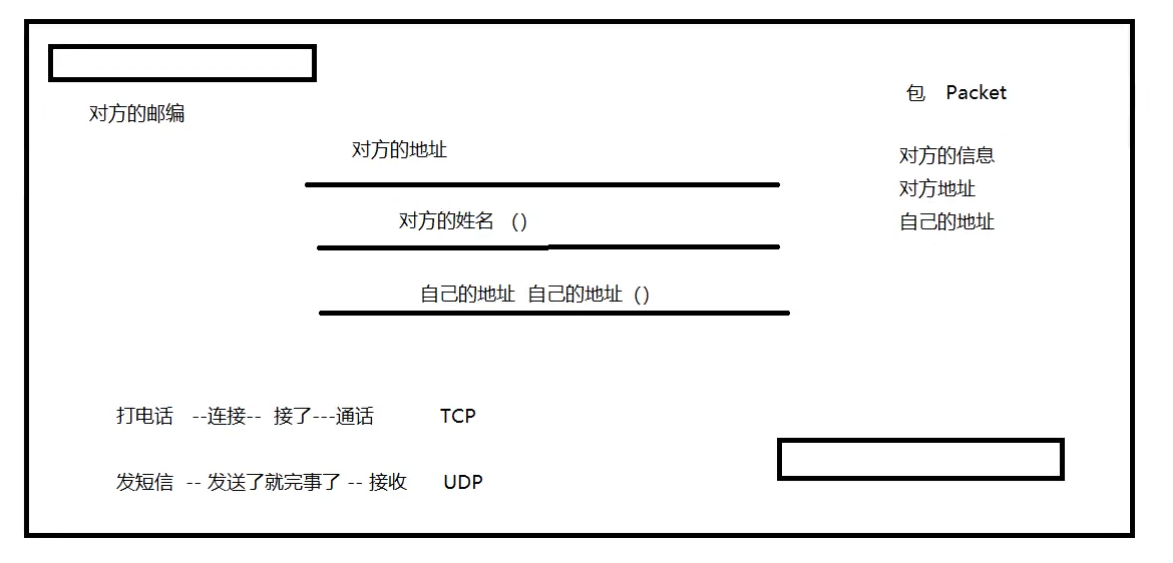 对方的邮编
对方的地址
对方的姓名 ()
自己的地址 自己的地址 ()
包 Packet
对方的信息
对方地址
自己的地址
打电话 --连接-- 接了---通话 TCP
发短信 -- 发送了就完事了 -- 接收 UDP